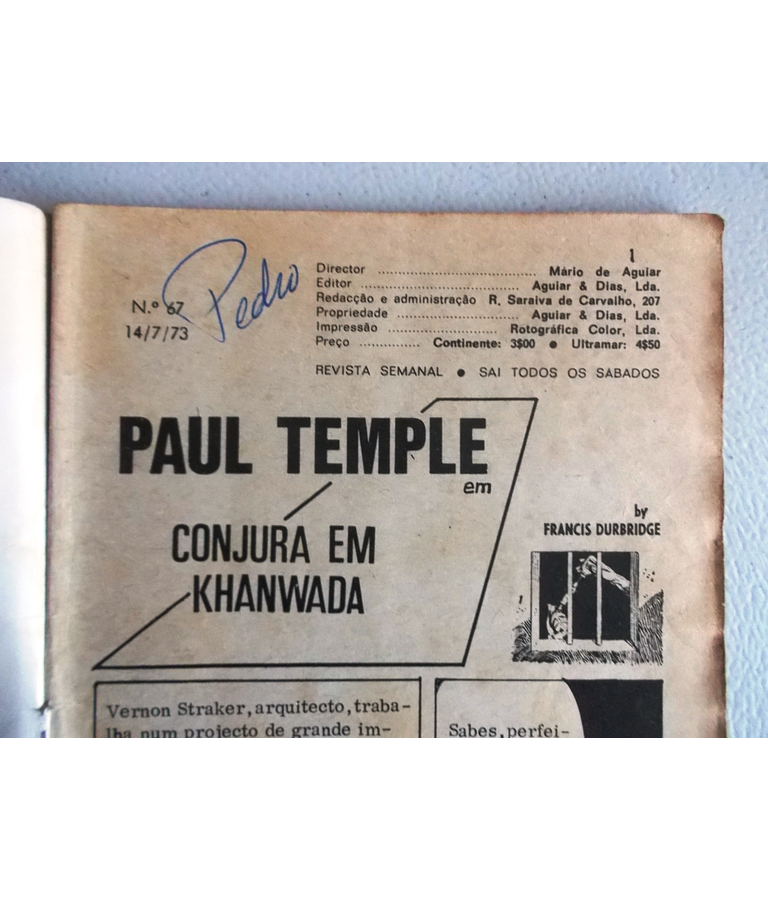 1
Pedro
N.º 67
14/7/73
Director ........................................ Mário de Aguiar
Editor ........................................ Aguiar & Dias, Lda.
Redacção e administração R. Saraiva de Carvalho, 207
Propriedade ................................ Aguiar & Dias, Lda.
Impressão .................................. Rotográfica Color, Lda.
Preço ............... Continente: 3$00 ● Ultramar: 4$50
REVISTA SEMANAL ● SAI TODOS OS SABADOS
PAUL TEMPLE
em
CONJURA EM
KHANWADA
by
FRANCIS DURBRIDGE
Vernon Straker, arquitecto, traba-
lha num projecto de grande im-
Sabes, perfei-